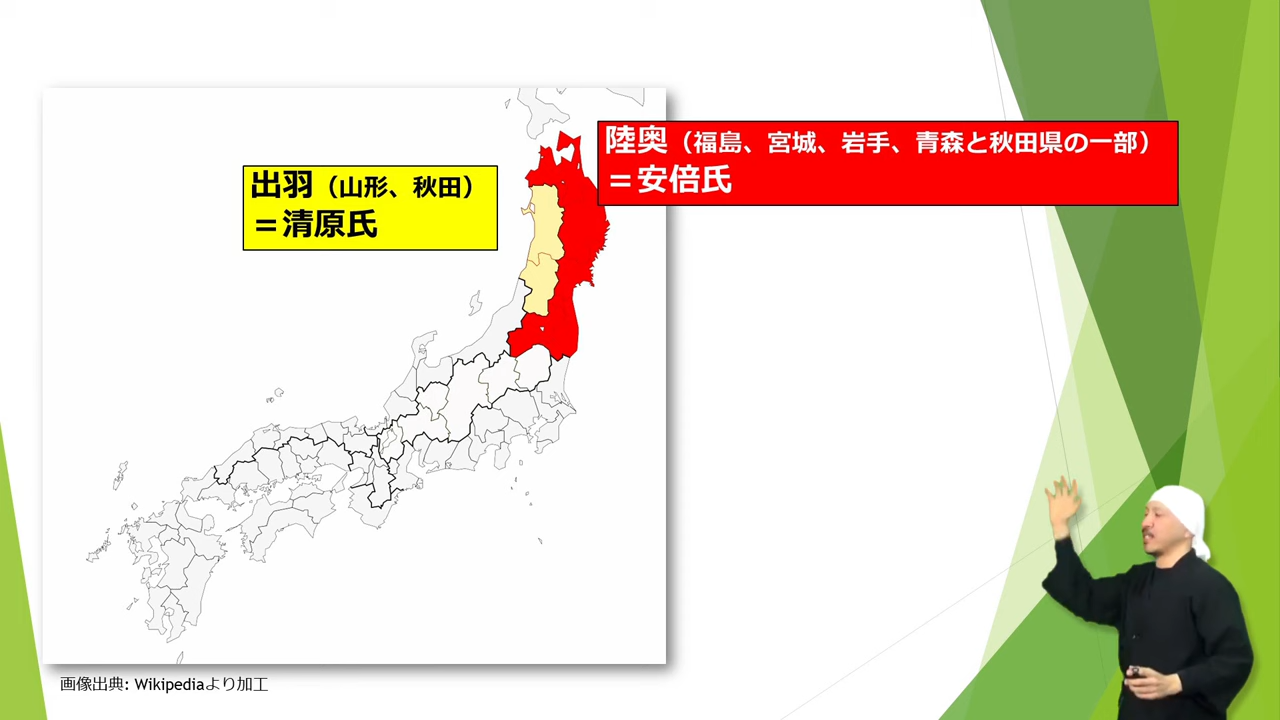 出羽（山形、秋田）
＝清原氏
陸奥（福島、宮城、岩手、青森と秋田県の一部）
＝安倍氏
画像出典: Wikipediaより加工